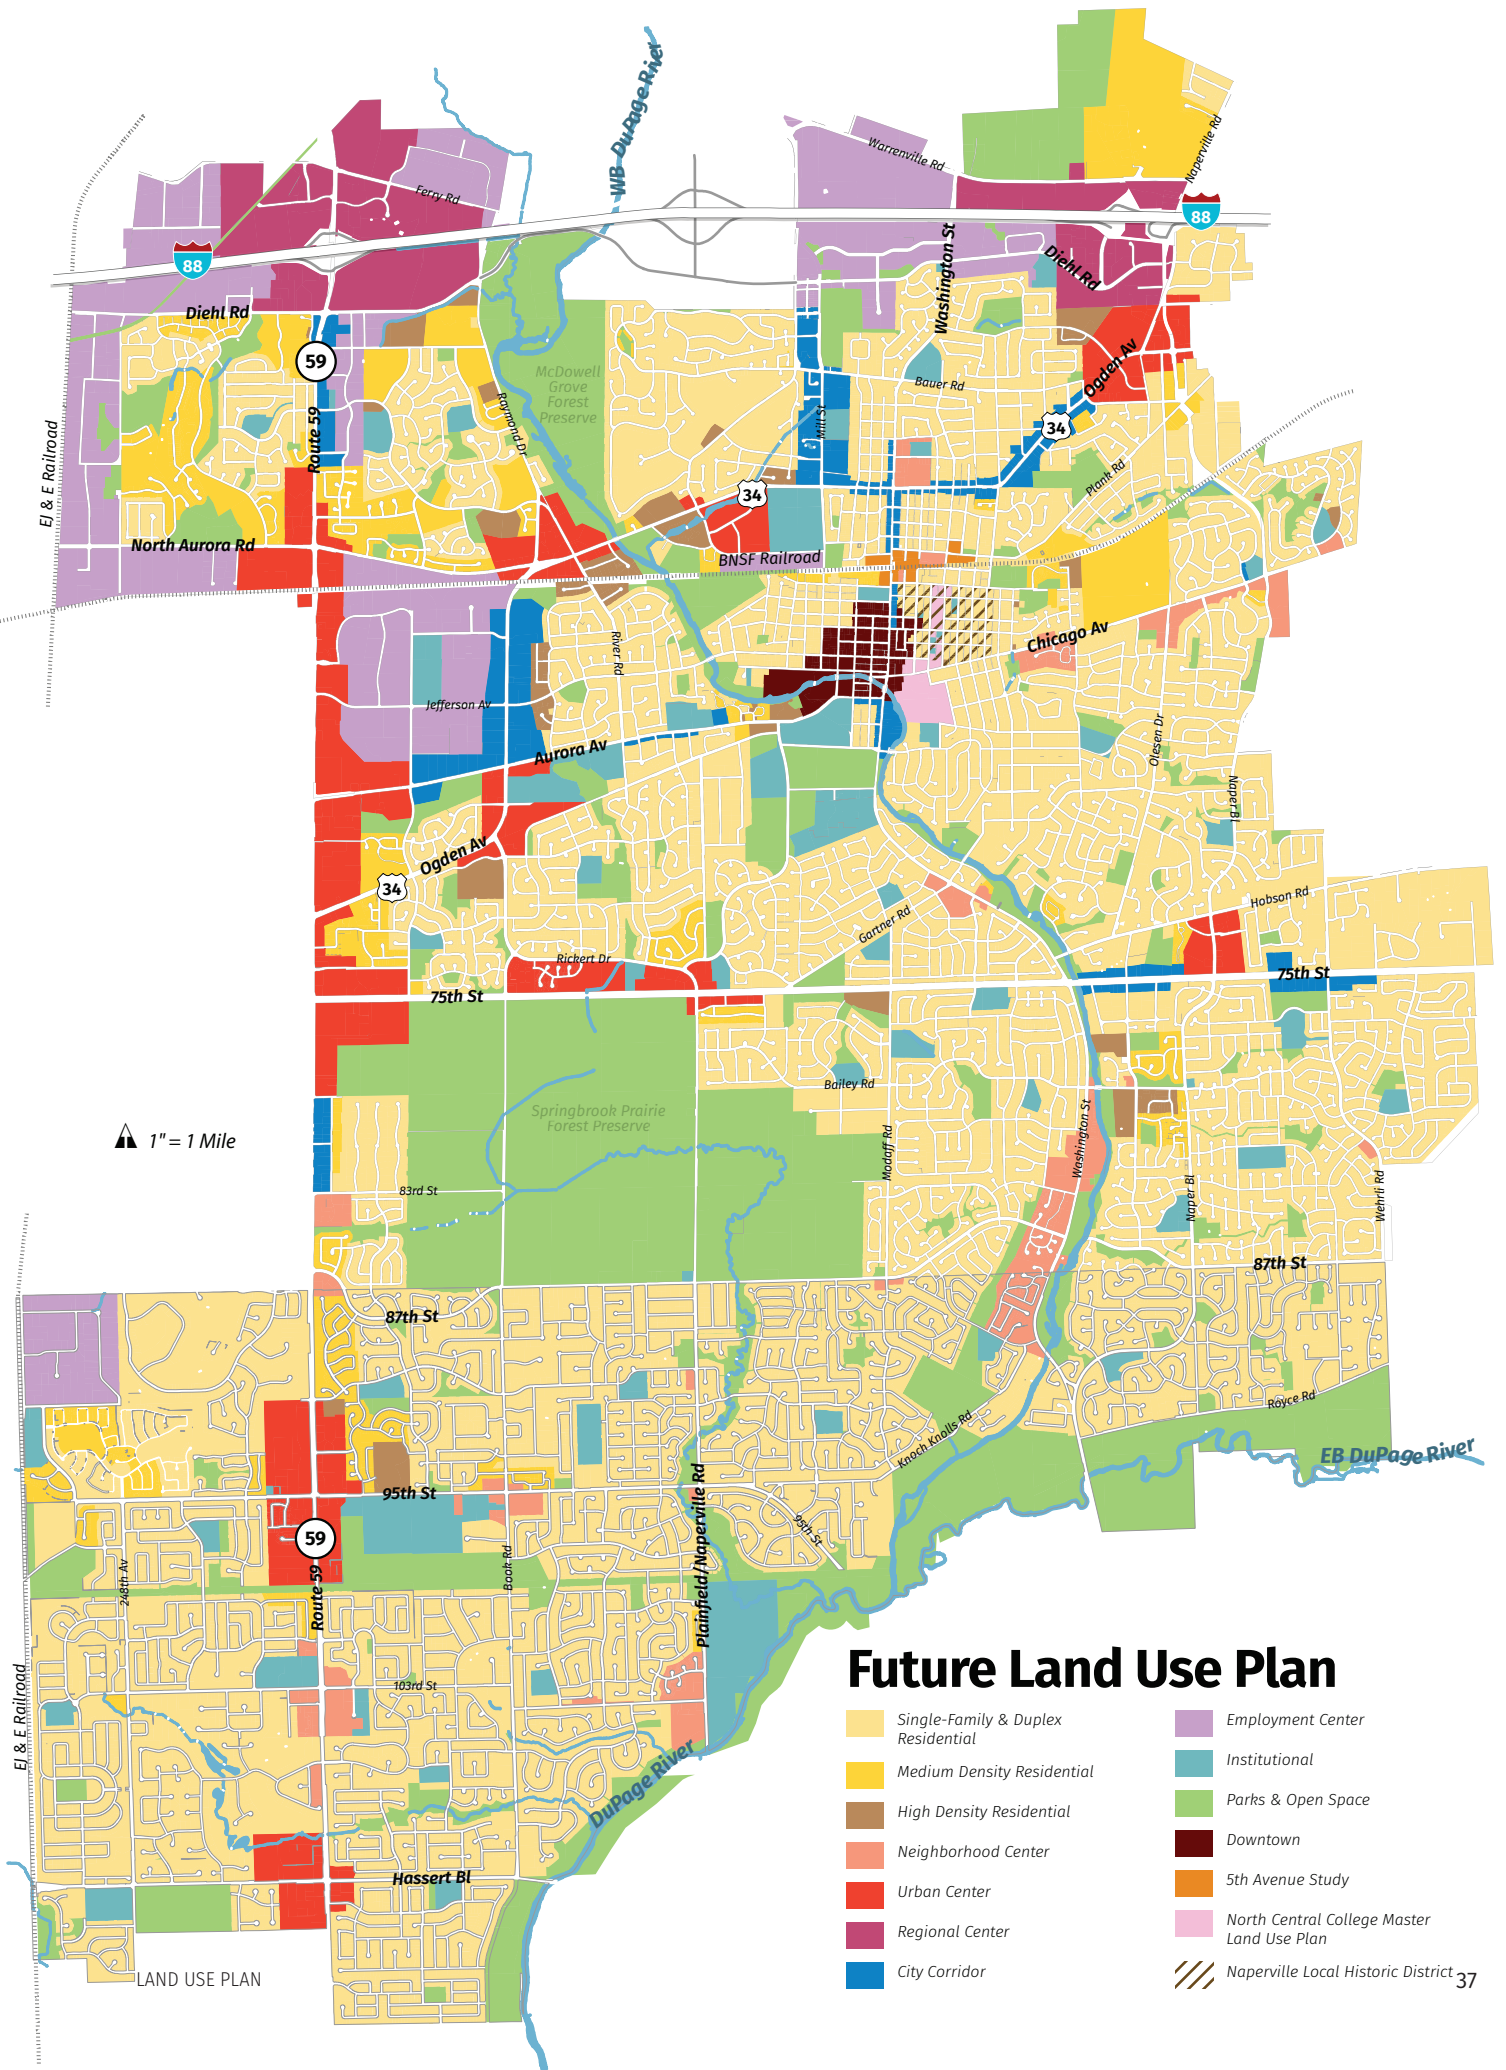 WB DuPage River
Naperville Rd
Warrenville Rd
Ferry Rd
88
88
Washington St
Diehl Rd
Diehl Rd
59
McDowell
Grove
Forest
Preserve
Ogden Av
Bauer Rd
Raymond Dr
Route 59
Mill St
34
EJ & E Railroad
Plank Rd
34
North Aurora Rd
BNSF Railroad
River Rd
Chicago Av
Jefferson Av
Aurora Av
Olesen Dr
Naper Bl
Ogden Av
34
Hobson Rd
Gartner Rd
Rickert Dr
75th St
75th St
Bailey Rd
Springbrook Prairie
Forest Preserve
1" = 1 Mile
Modaff Rd
Washington St
83rd St
Naper Bl
Wehrli Rd
87th St
87th St
Royce Rd
Knoch Knolls Rd
EB DuPage River
95th St
Plainfield/Naperville Rd
95th St
59
Book Rd
248th Av
Route 59
EJ & E Railroad
103rd St
DuPage River
Hassert Bl
Future Land Use Plan
Single-Family & Duplex
Residential
Medium Density Residential
High Density Residential
Neighborhood Center
Urban Center
Regional Center
City Corridor
Employment Center
Institutional
Parks & Open Space
Downtown
5th Avenue Study
North Central College Master
Land Use Plan
Naperville Local Historic District
LAND USE PLAN
37